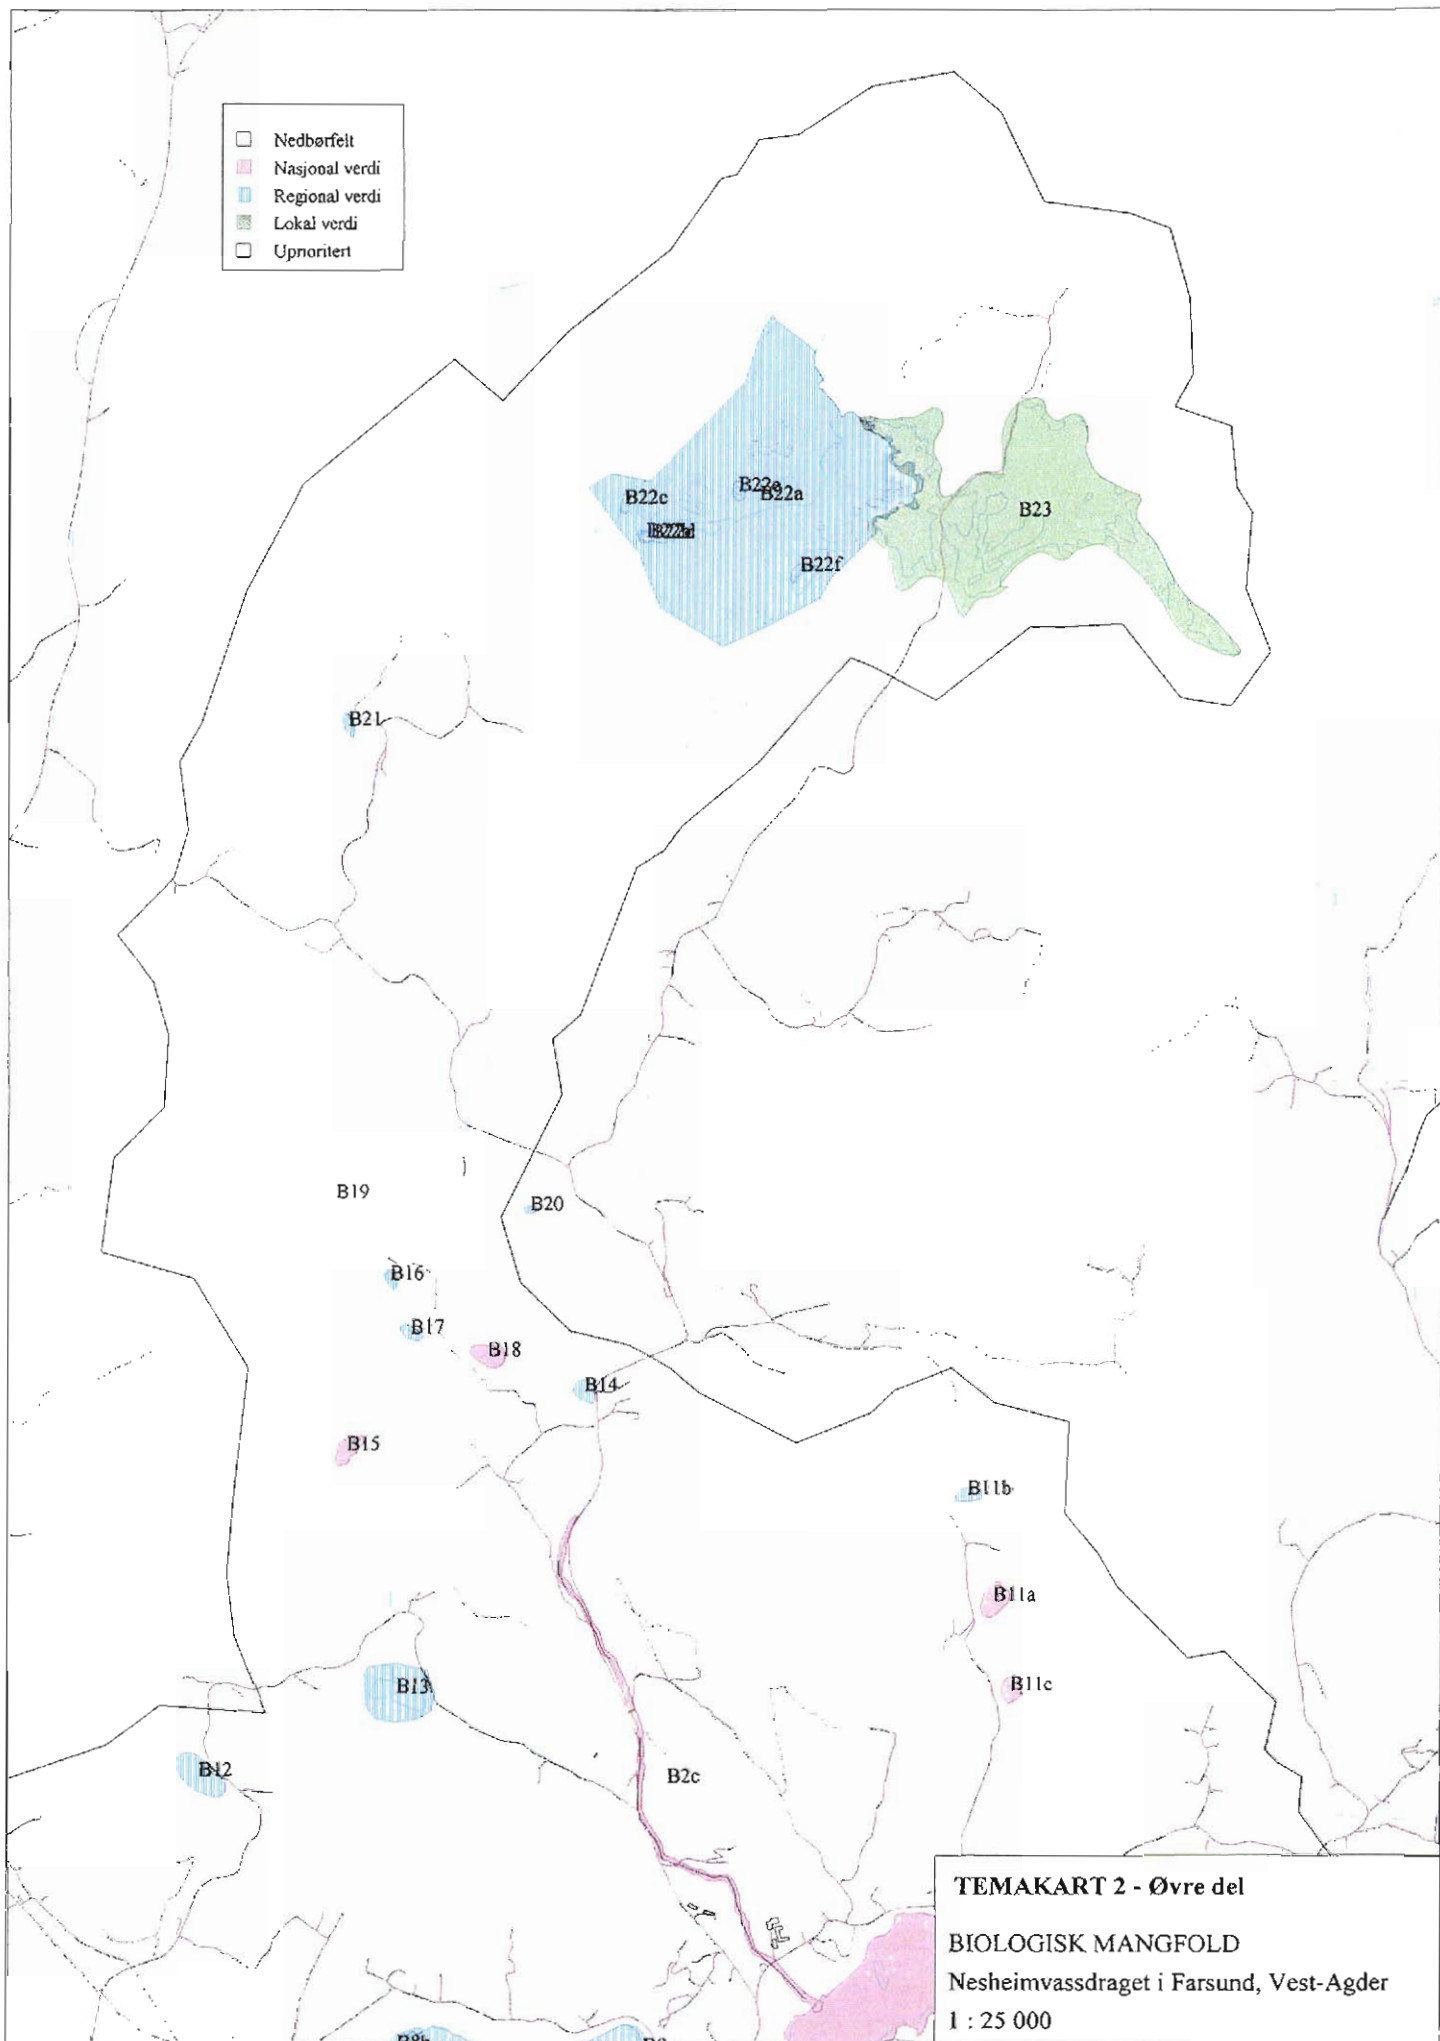 Nedbørfelt
Nasjonal verdi
Regional verdi
Lokal verdi
Uprioritert
B22c
B22a
B23
B22f
B21
B19
B20
B16
B17
B18
B14
B15
B11b
B11a
B11c
B13
B12
B2c
TEMAKART 2 - Øvre del
BIOLOGISK MANGFOLD
Nesheimvassdraget i Farsund, Vest-Agder
1 : 25 000